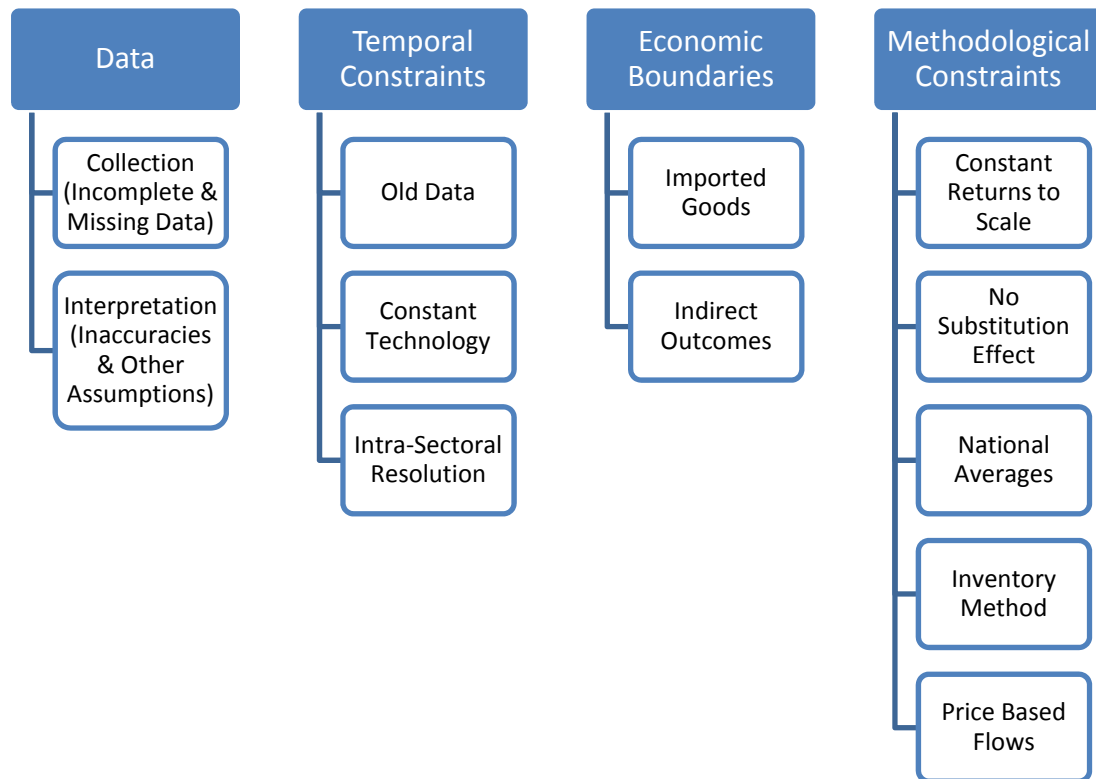 Data
Collection
(Incomplete &
Missing Data)
Interpretation
(Inaccuracies
& Other
Assumptions)
Temporal
Constraints
Old Data
Constant
Technology
Intra-Sectoral
Resolution
Economic
Boundaries
Imported
Goods
Indirect
Outcomes
Methodological
Constraints
Constant
Returns to
Scale
No
Substitution
Effect
National
Averages
Inventory
Method
Price Based
Flows